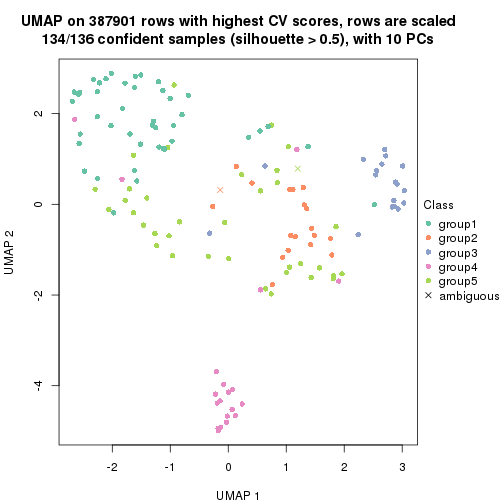 UMAP on 387901 rows with highest CV scores, rows are scaled
134/136 confident samples (silhouette > 0.5), with 10 PCs
2
0
-2
-4
UMAP 2
-2
-1
0
1
2
3
UMAP 1
Class
group1
group2
group3
group4
group5
ambiguous